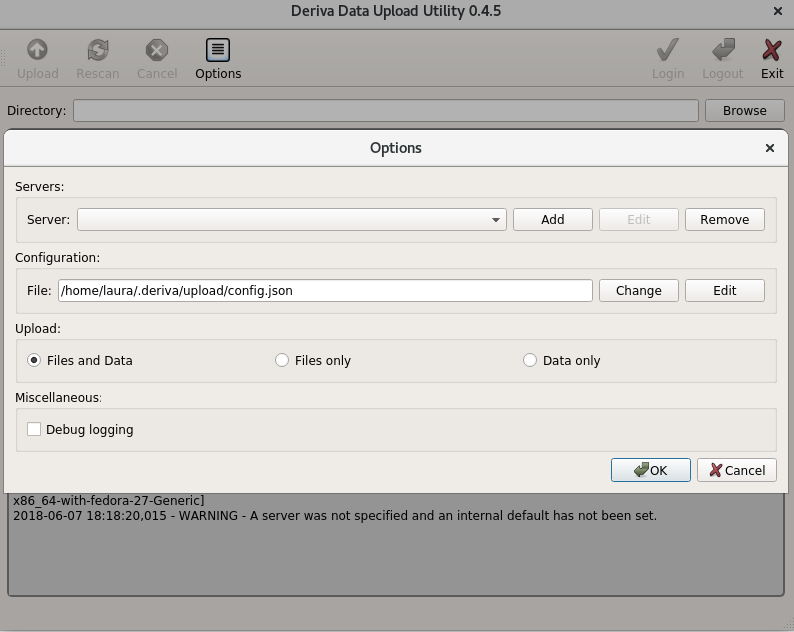 Deriva Data Upload Utility 0.4.5
Upload Rescan Cancel Options Login Logout Exit
Directory: Browse
Options
Servers:
Server: Add Edit Remove
Configuration:
File: /home/laura/.deriva/upload/config.json Change Edit
Upload:
Files and Data Files only Data only
Miscellaneous:
Debug logging
OK Cancel
x86_64-with-fedora-27-Generic]
2018-06-07 18:18:20,015 - WARNING - A server was not specified and an internal default has not been set.